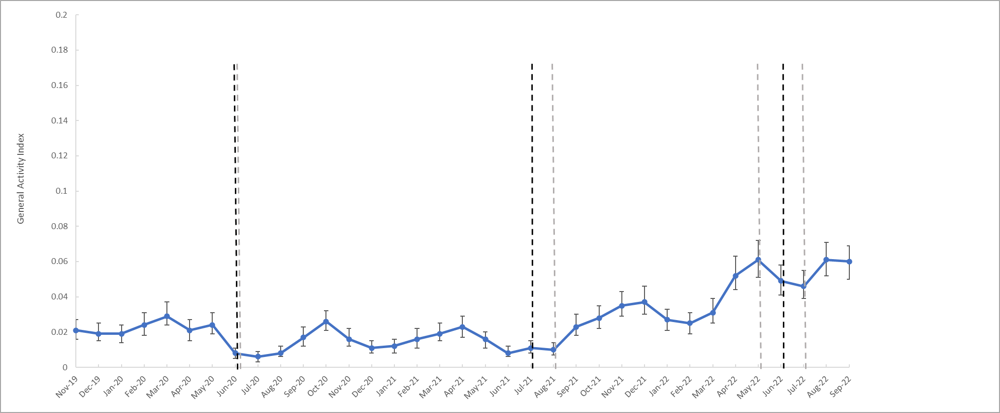 0.2
0.18
0.16
0.14
0.12
0.1
0.08
0.06
0.04
0.02
0
General Activity Index
Nov-19
Dec-19
Jan-20
Feb-20
Mar-20
Apr-20
May-20
Jun-20
Jul-20
Aug-20
Sep-20
Oct-20
Nov-20
Dec-20
Jan-21
Feb-21
Mar-21
Apr-21
May-21
Jun-21
Jul-21
Aug-21
Sep-21
Oct-21
Nov-21
Dec-21
Jan-22
Feb-22
Mar-22
Apr-22
May-22
Jun-22
Jul-22
Aug-22
Sep-22